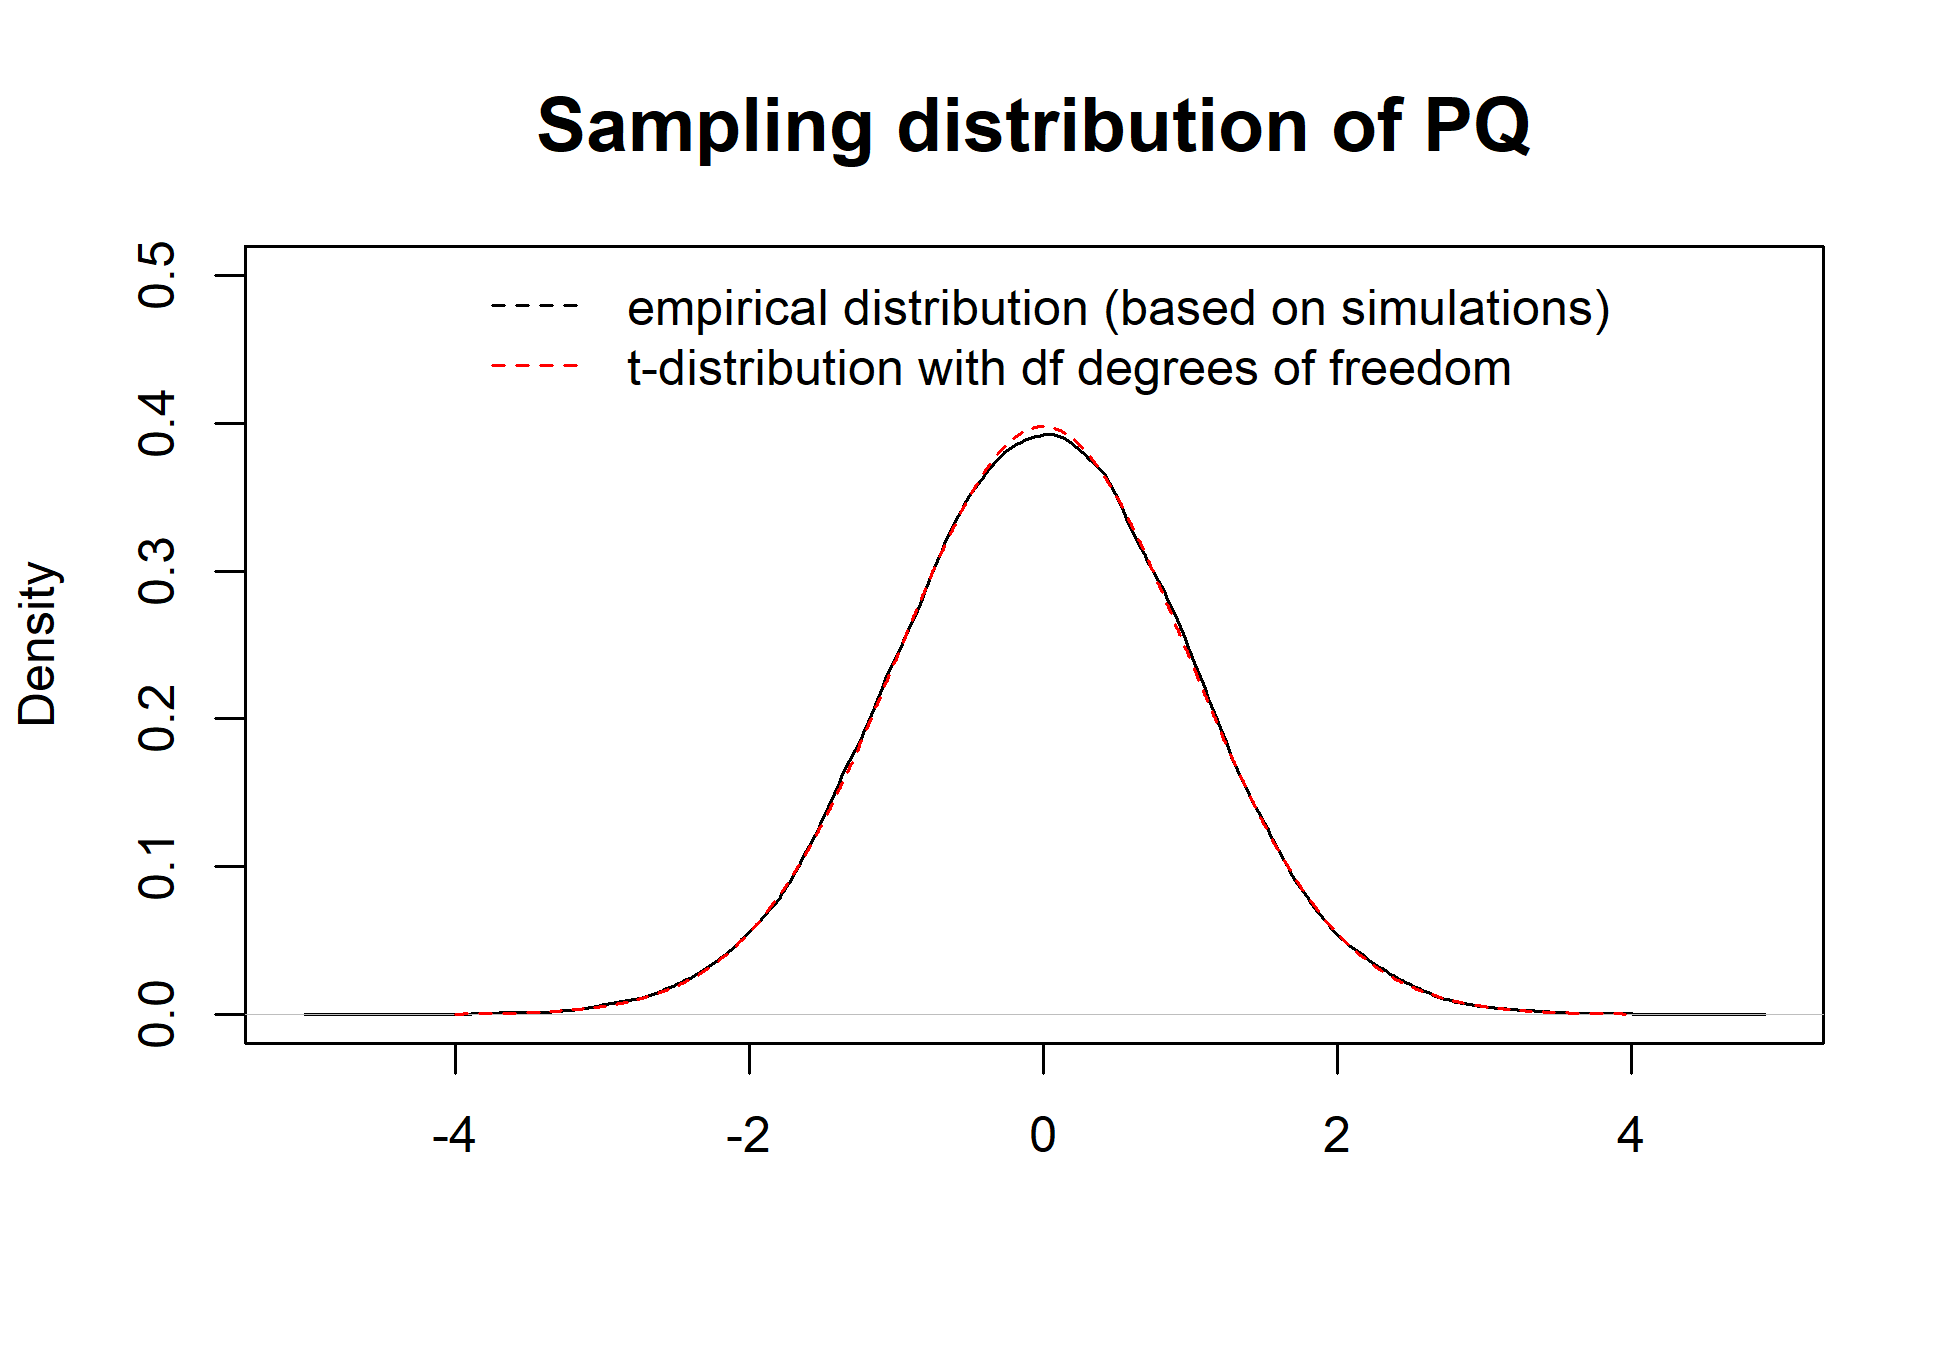 Sampling distribution of PQ
empirical distribution (based on simulations)
t-distribution with df degrees of freedom
Density
0.5
0.4
0.3
0.2
0.1
0.0
-4 -2 0 2 4